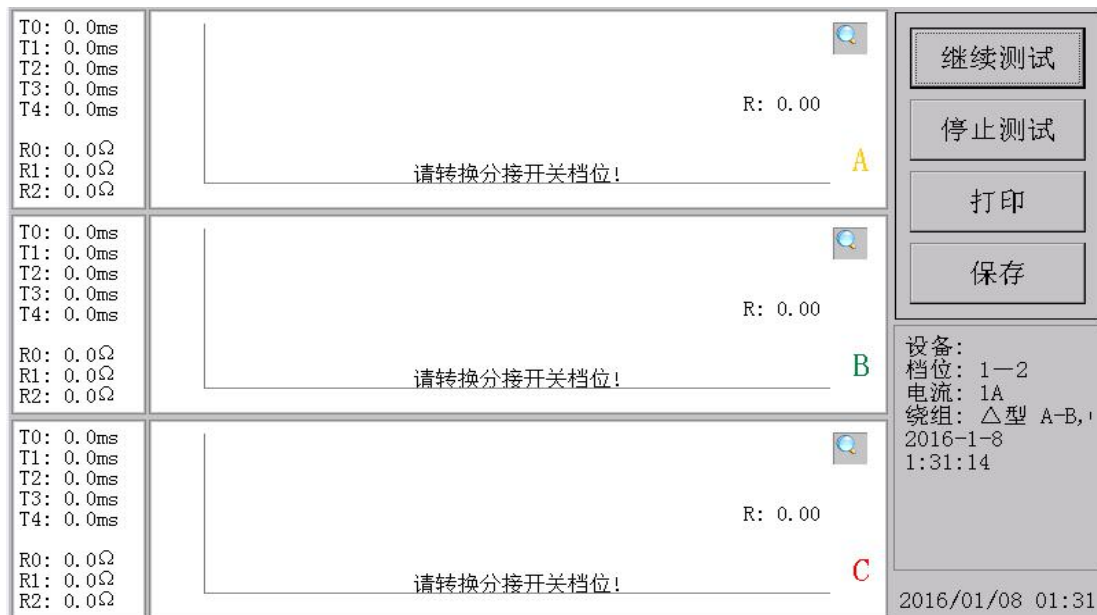 T0: 0.0ms
T1: 0.0ms
T2: 0.0ms
T3: 0.0ms
T4: 0.0ms
R0: 0.0Ω
R1: 0.0Ω
R2: 0.0Ω
R: 0.00
A
请转换分接开关档位!
T0: 0.0ms
T1: 0.0ms
T2: 0.0ms
T3: 0.0ms
T4: 0.0ms
R0: 0.0Ω
R1: 0.0Ω
R2: 0.0Ω
R: 0.00
B
请转换分接开关档位!
T0: 0.0ms
T1: 0.0ms
T2: 0.0ms
T3: 0.0ms
T4: 0.0ms
R0: 0.0Ω
R1: 0.0Ω
R2: 0.0Ω
R: 0.00
C
请转换分接开关档位!
继续测试
停止测试
打印
保存
设备:
档位: 1—2
电流: 1A
绕组: △型 A-B,
2016-1-8
1:31:14
2016/01/08 01:31